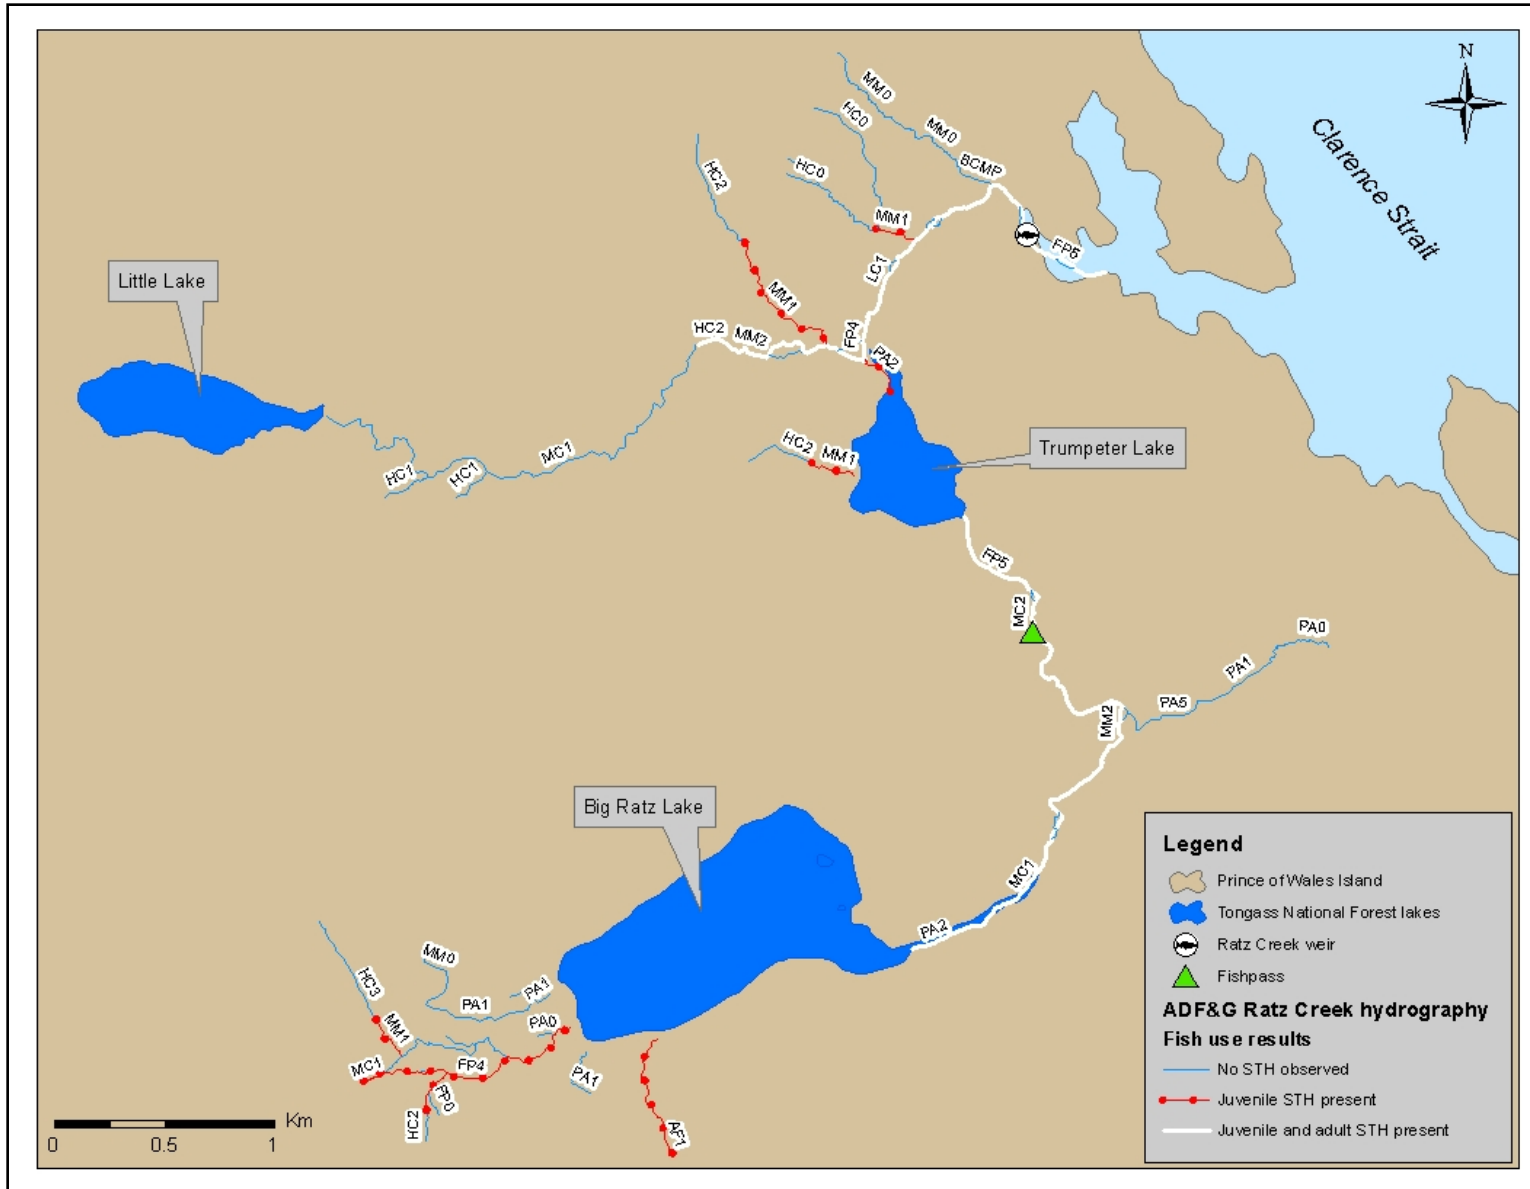 N
Clarence Strait
MM0
HC0
MM0
BCMP
HC0
HC2
MM1
FP5
LC1
Little Lake
MM1
HC2
MM2
FP4
PA2
Trumpeter Lake
HC2
MM1
MC1
HC1
HC1
FP5
MC2
PA0
PA1
PA5
MM2
Big Ratz Lake
MC1
PA2
MM0
HC3
PA1
PA1
PA0
MM1
MC1
FP4
PA1
FP0
HC2
AF1
Km
0 0.5 1
Legend
Prince of Wales Island
Tongass National Forest lakes
Ratz Creek weir
Fishpass
ADF&G Ratz Creek hydrography
Fish use results
No STH observed
Juvenile STH present
Juvenile and adult STH present